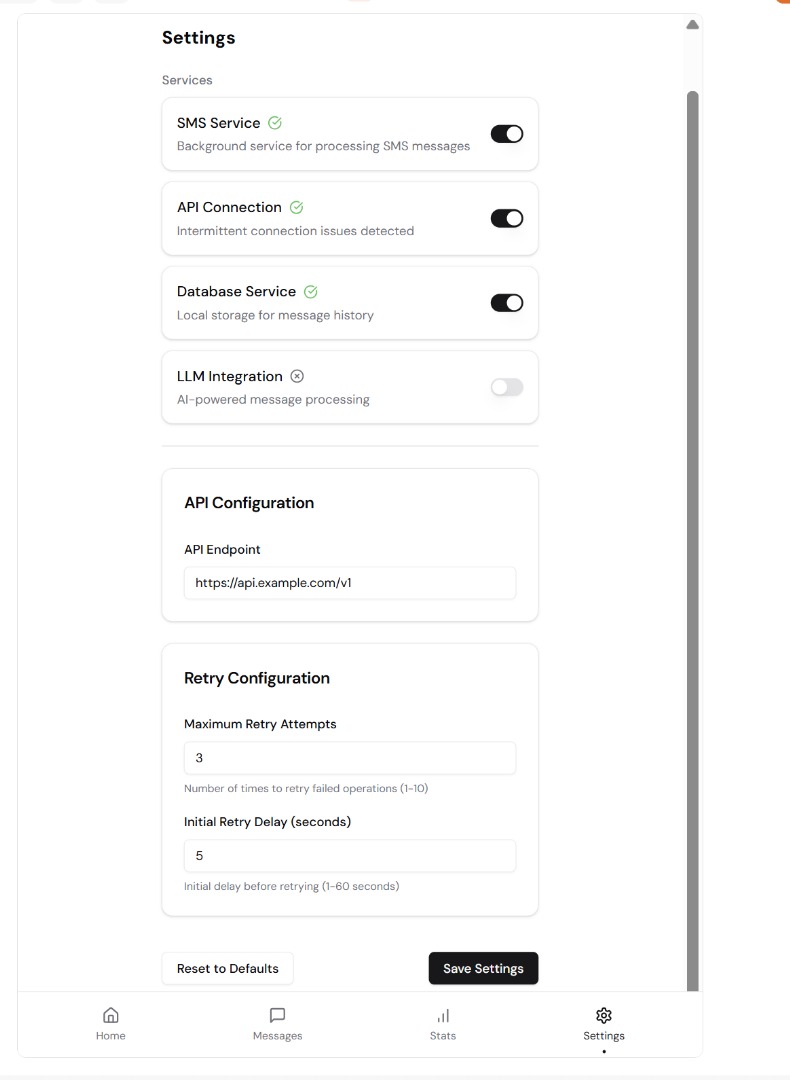 Settings
Services
SMS Service
Background service for processing SMS messages
API Connection
Intermittent connection issues detected
Database Service
Local storage for message history
LLM Integration
AI-powered message processing
API Configuration
API Endpoint
https://api.example.com/v1
Retry Configuration
Maximum Retry Attempts
3
Number of times to retry failed operations (1-10)
Initial Retry Delay (seconds)
5
Initial delay before retrying (1-60 seconds)
Reset to Defaults
Save Settings
Home
Messages
Stats
Settings